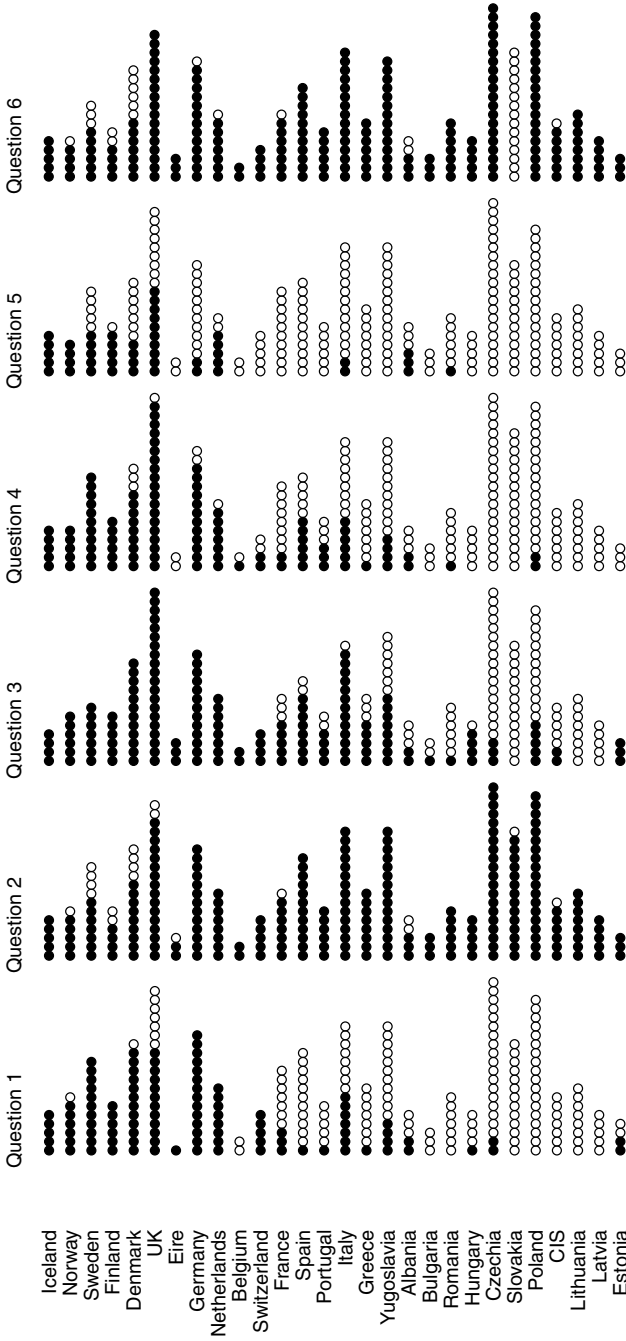 Question 1
Question 2
Question 3
Question 4
Question 5
Question 6
Iceland
Norway
Sweden
Finland
Denmark
UK
Eire
Germany
Netherlands
Belgium
Switzerland
France
Spain
Portugal
Italy
Greece
Yugoslavia
Albania
Bulgaria
Romania
Hungary
Czechia
Slovakia
Poland
CIS
Lithuania
Latvia
Estonia